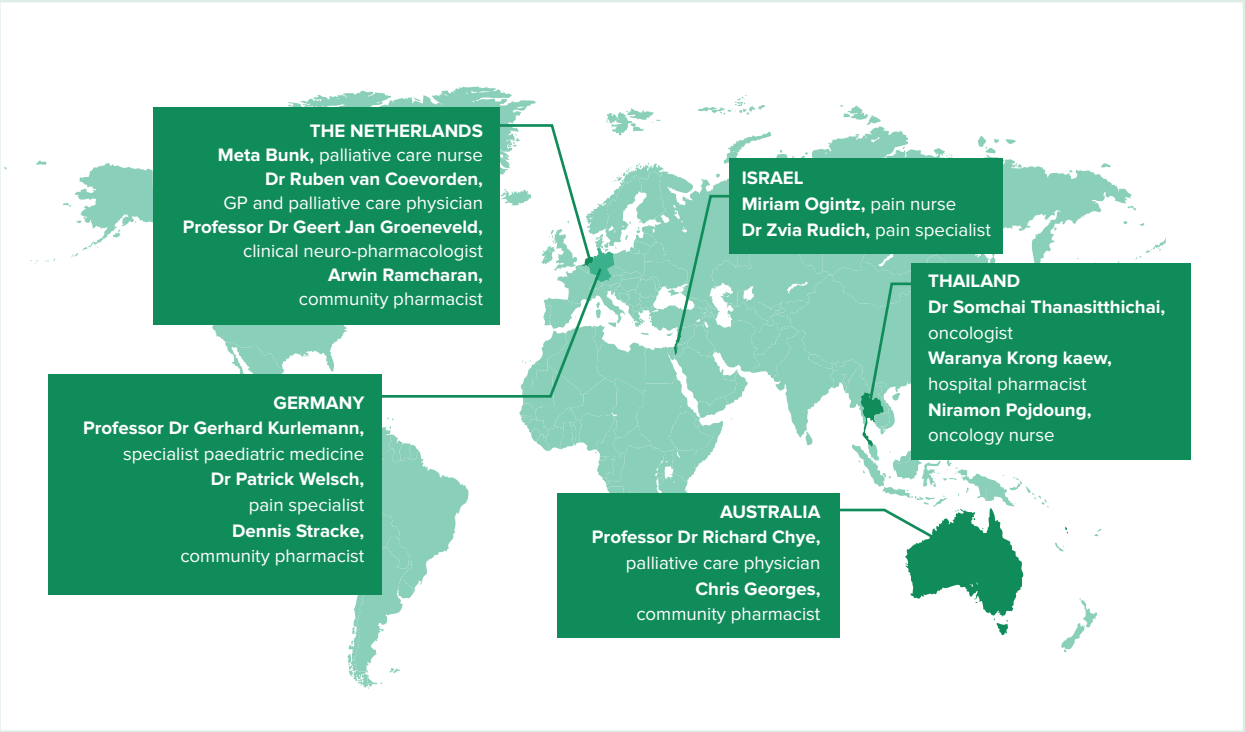 THE NETHERLANDS
Meta Bunk, palliative care nurse
Dr Ruben van Coevorden,
GP and palliative care physician
Professor Dr Geert Jan Groeneveld,
clinical neuro-pharmacologist
Arwin Ramcharan,
community pharmacist
ISRAEL
Miriam Ogintz, pain nurse
Dr Zvia Rudich, pain specialist
THAILAND
Dr Somchai Thanasitthichai,
oncologist
Waranya Krong kaew,
hospital pharmacist
Niramon Pojdoung,
oncology nurse
GERMANY
Professor Dr Gerhard Kurlemann,
specialist paediatric medicine
Dr Patrick Welsch,
pain specialist
Dennis Stracke,
community pharmacist
AUSTRALIA
Professor Dr Richard Chye,
palliative care physician
Chris Georges,
community pharmacist